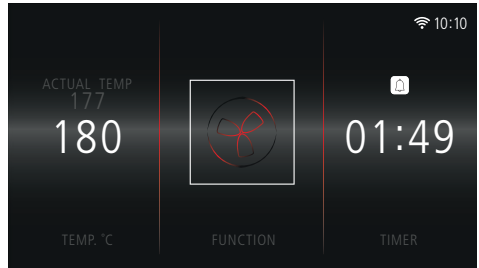 10:10
ACTUAL TEMP
177
180
01:49
TEMP. °C
FUNCTION
TIMER